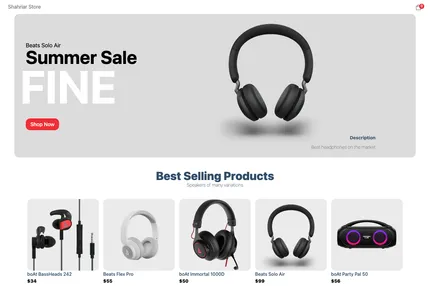 Shahriar Store
0
Beats Solo Air
Summer Sale
FINE
Shop Now
Description
Best headphones on the market
Best Selling Products
Speakers of many variations
boAt BassHeads 242
$34
Beats Flex Pro
$55
boAt Immortal 1000D
$50
Beats Solo Air
$99
boAt Party Pal 50
$56